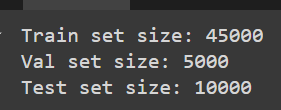 Train set size: 45000
Val set size: 5000
Test set size: 10000